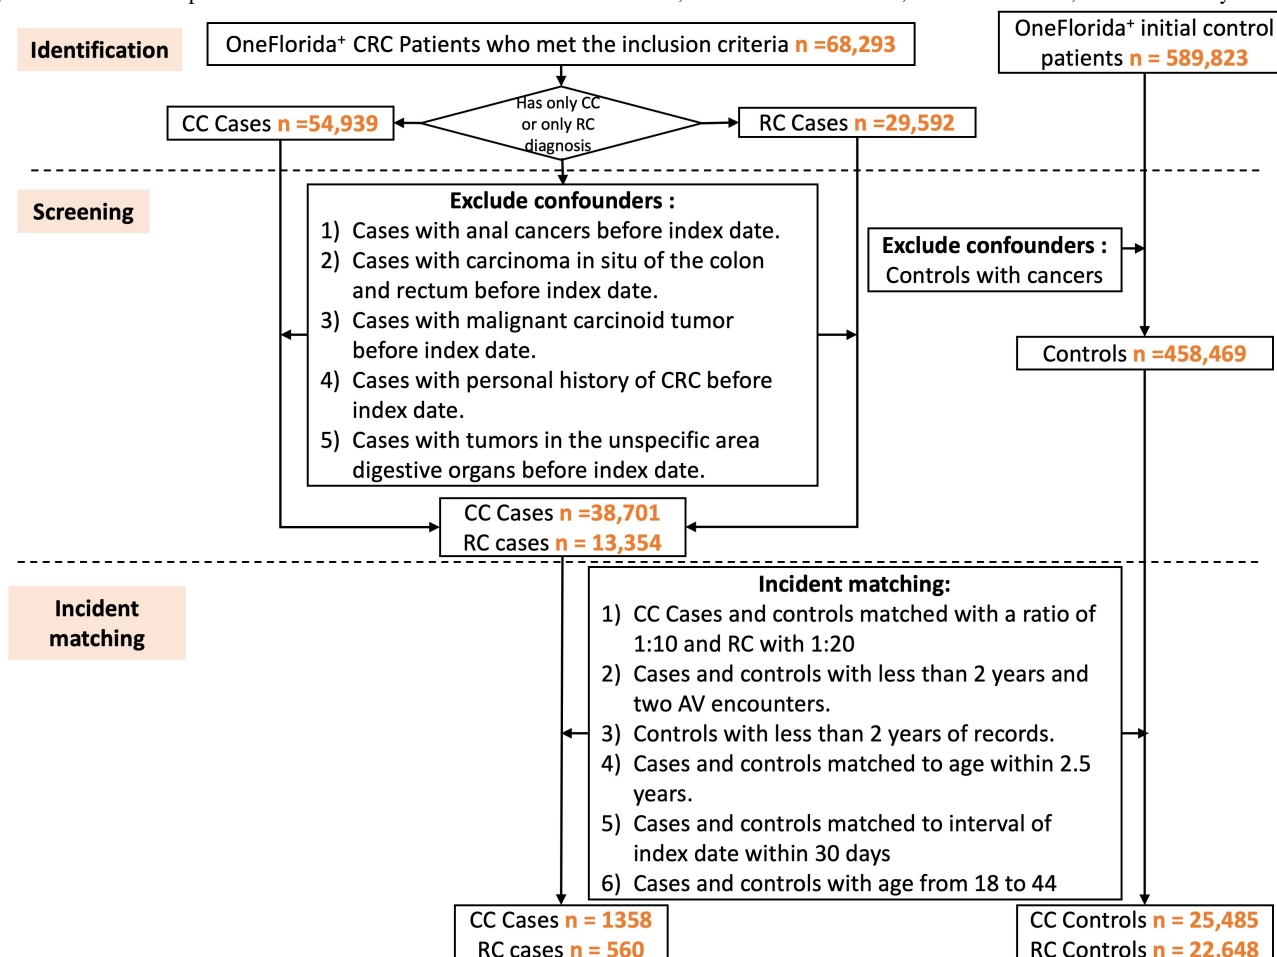 Identification
OneFlorida⁺ CRC Patients who met the inclusion criteria n =68,293
OneFlorida⁺ initial control
patients n = 589,823
Has only CC
or only RC
diagnosis
CC Cases n =54,939
RC Cases n =29,592
Screening
Exclude confounders :
1) Cases with anal cancers before index date.
2) Cases with carcinoma in situ of the colon
and rectum before index date.
3) Cases with malignant carcinoid tumor
before index date.
4) Cases with personal history of CRC before
index date.
5) Cases with tumors in the unspecific area
digestive organs before index date.
Exclude confounders :
Controls with cancers
Controls n =458,469
CC Cases n =38,701
RC cases n = 13,354
Incident
matching
Incident matching:
1) CC Cases and controls matched with a ratio of
1:10 and RC with 1:20
2) Cases and controls with less than 2 years and
two AV encounters.
3) Controls with less than 2 years of records.
4) Cases and controls matched to age within 2.5
years.
5) Cases and controls matched to interval of
index date within 30 days
6) Cases and controls with age from 18 to 44
CC Cases n = 1358
RC cases n = 560
CC Controls n = 25,485
RC Controls n = 22,648